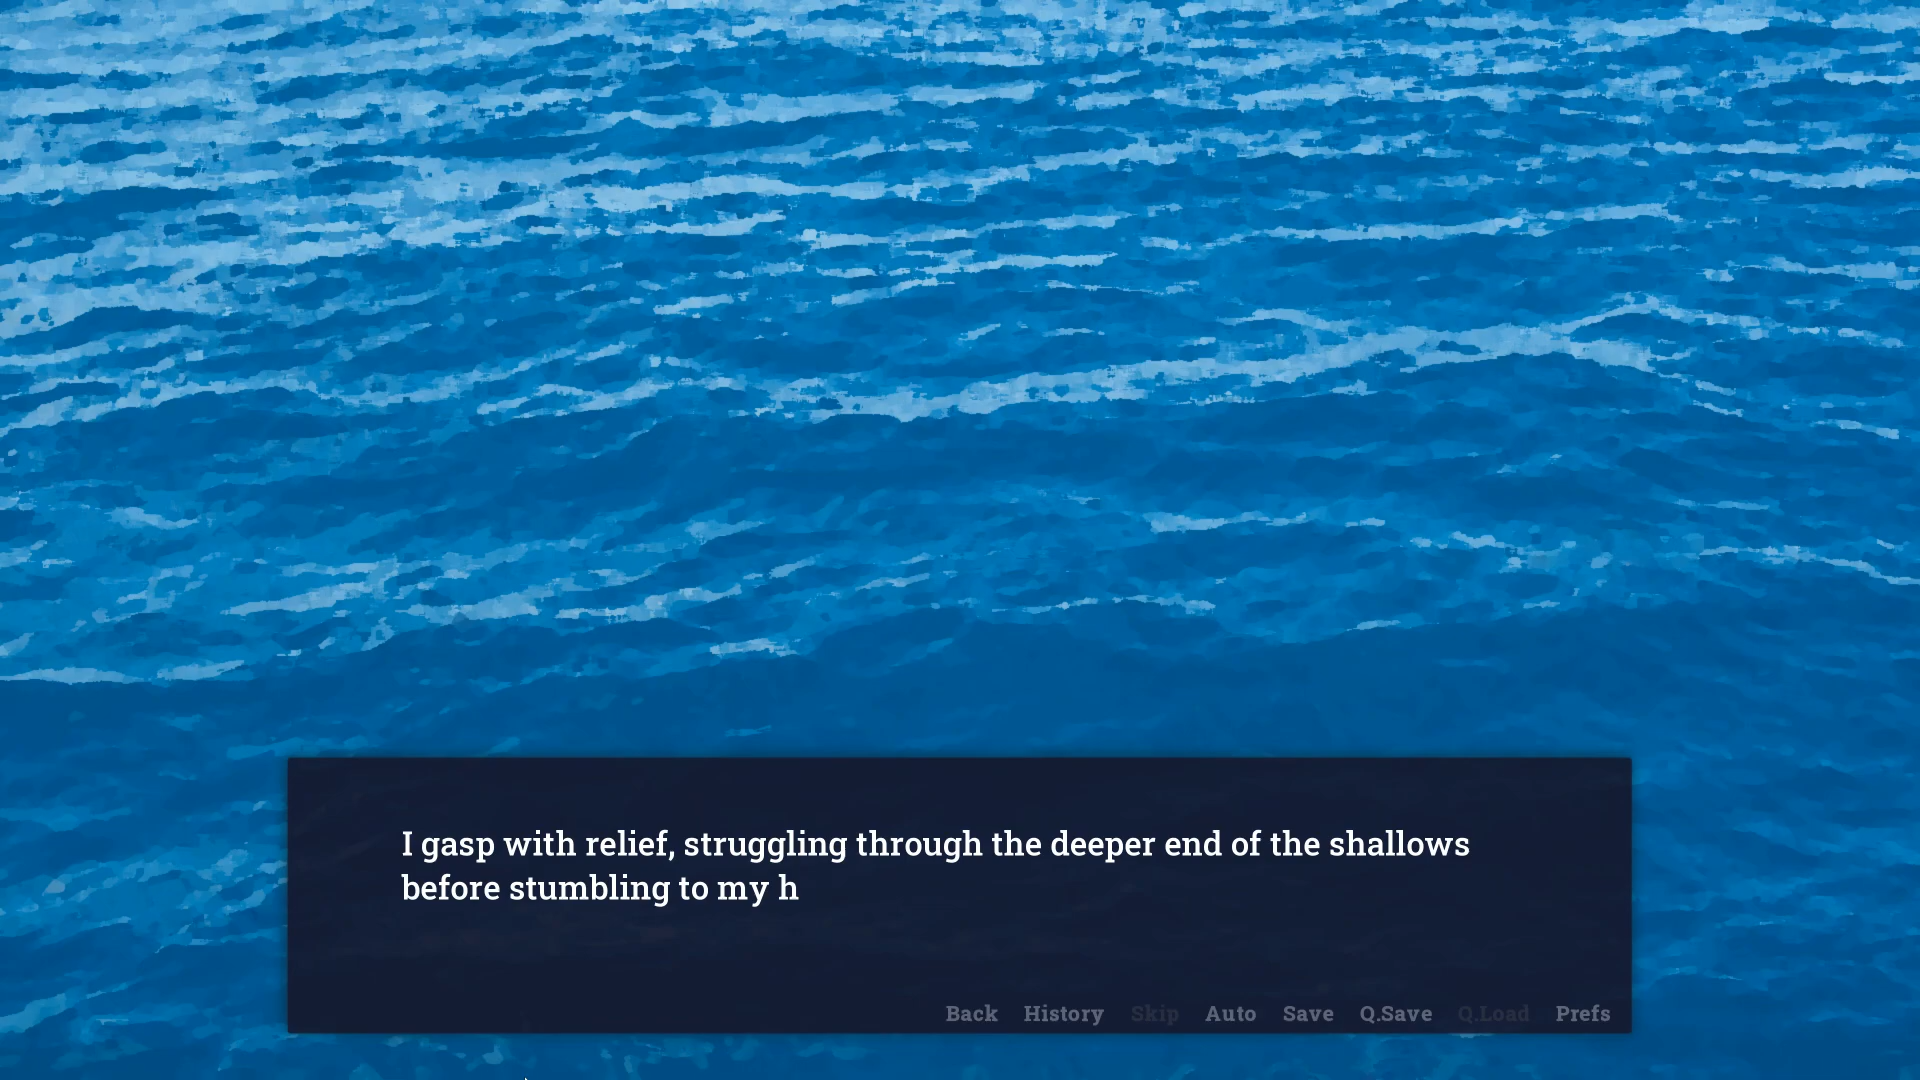 I gasp with relief, struggling through the deeper end of the shallows
before stumbling to my h
Back History Skip Auto Save Q.Save Q.Load Prefs